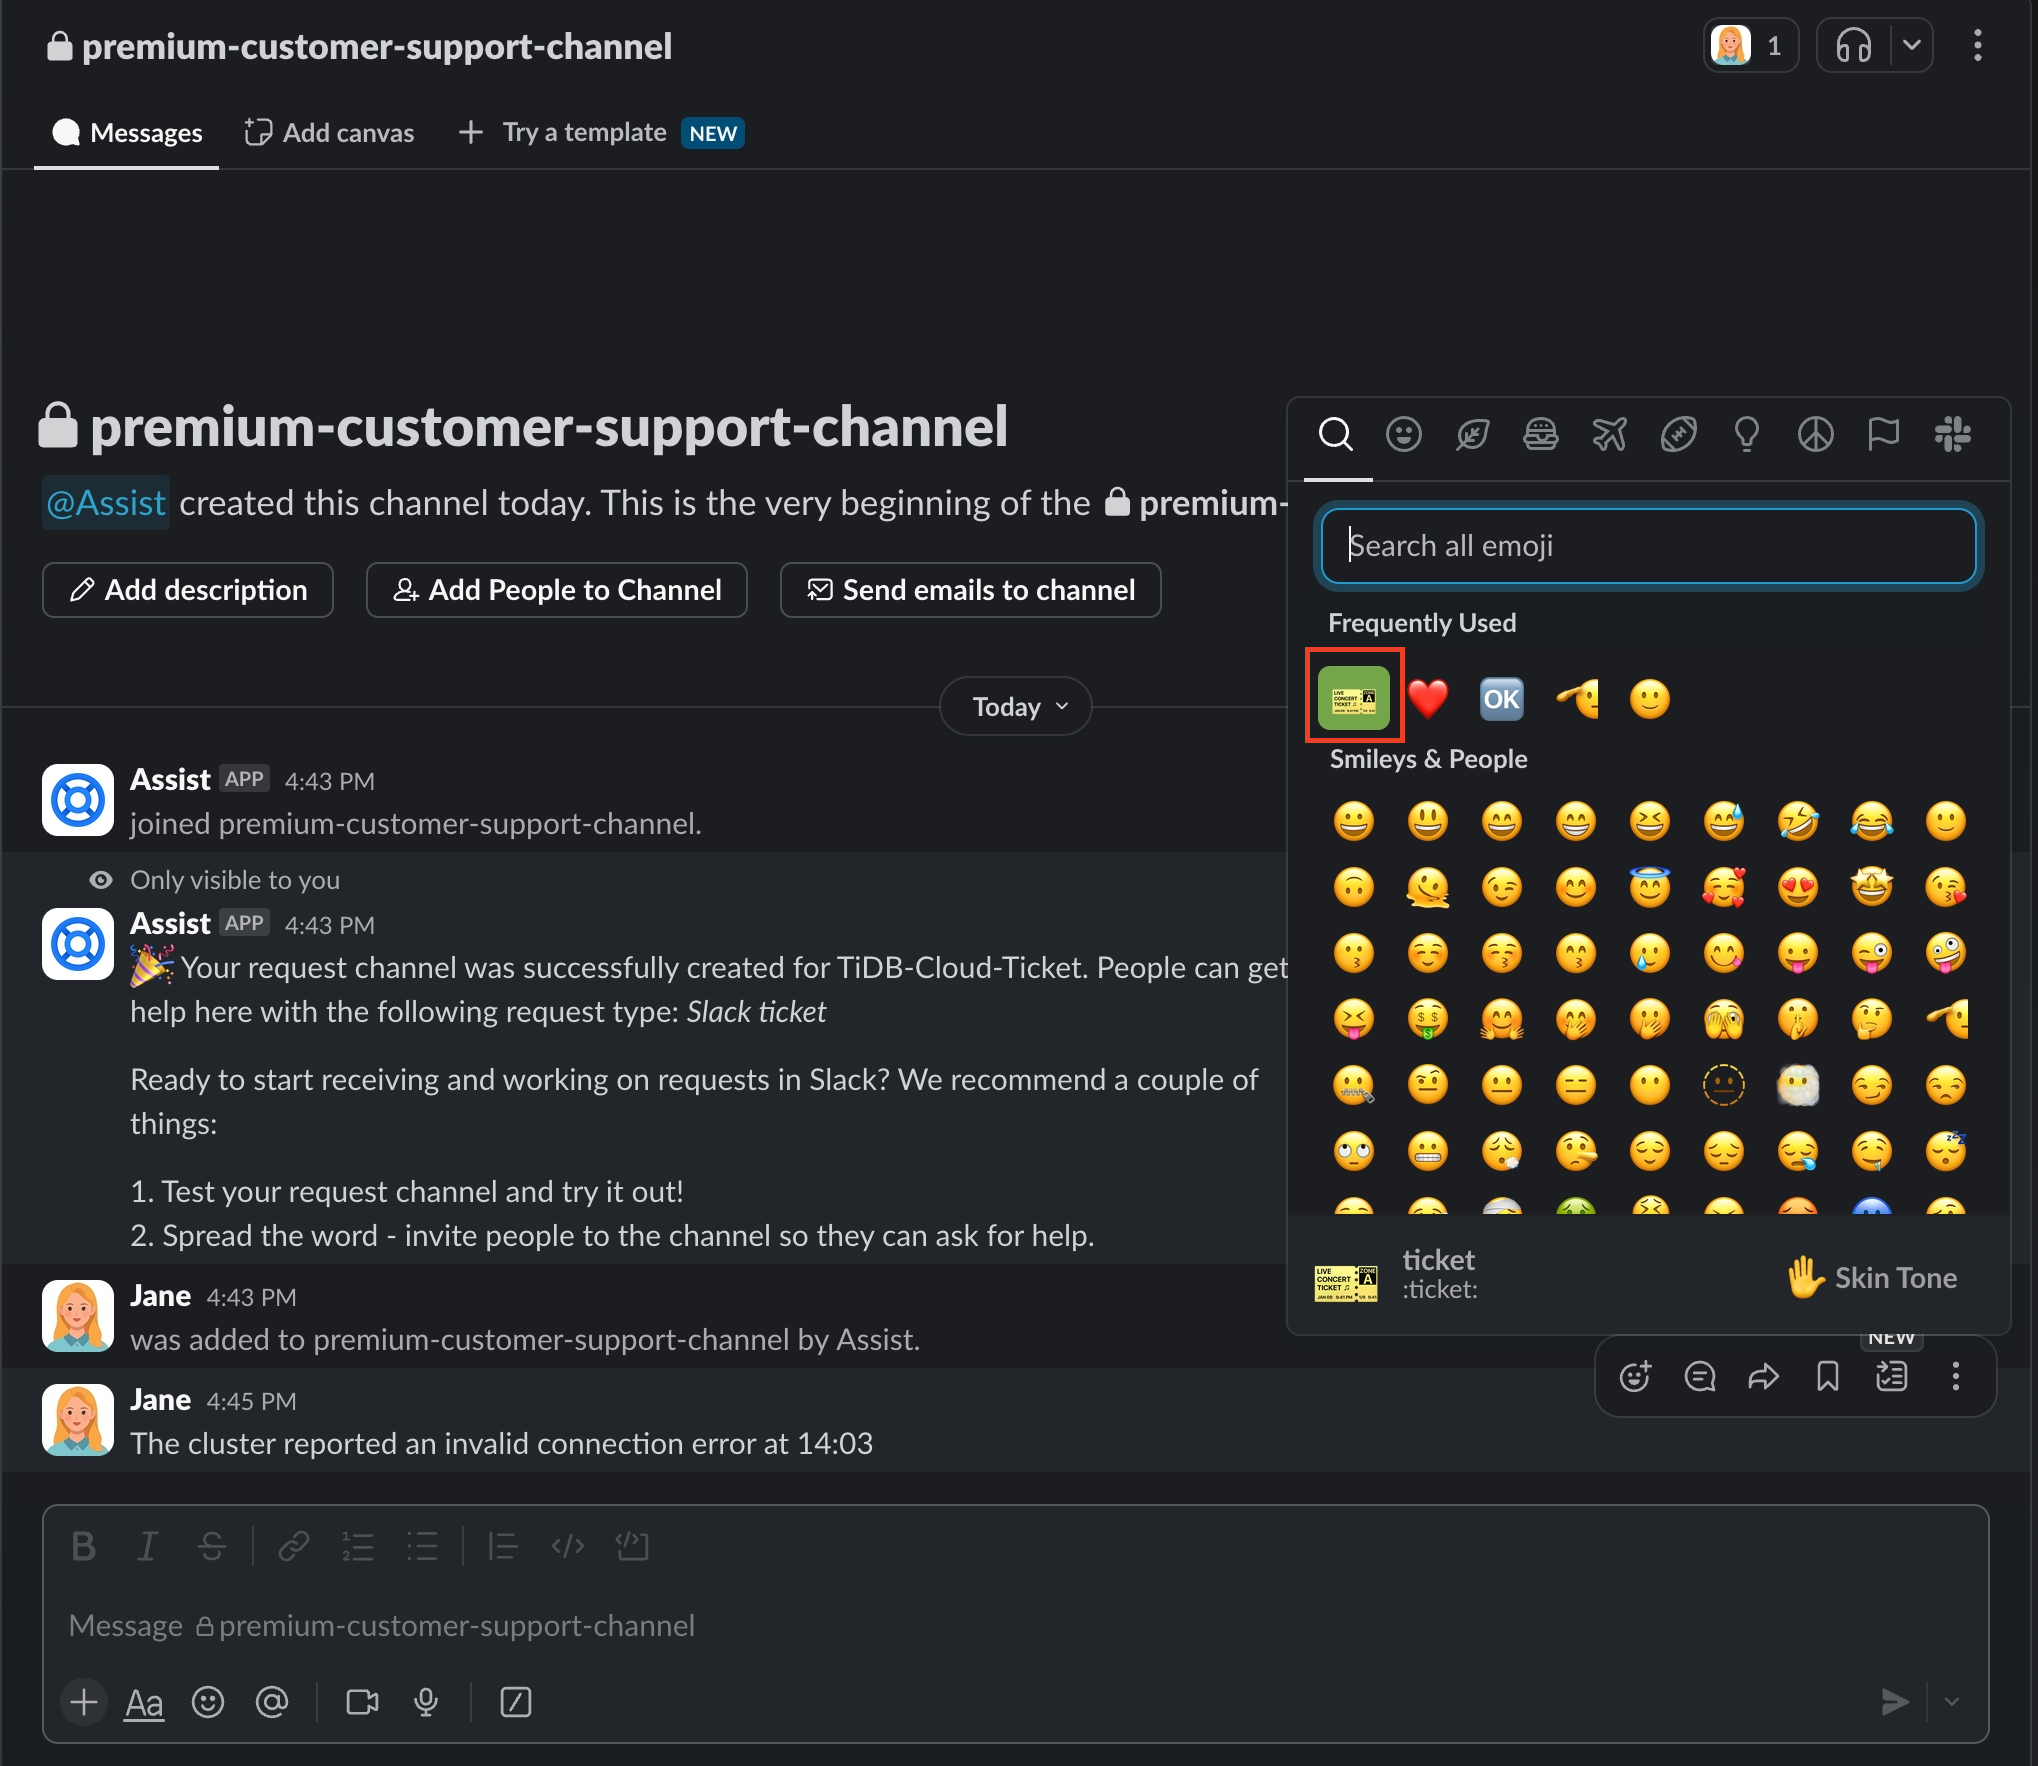 premium-customer-support-channel
1
Messages
Add canvas
Try a template
NEW
premium-customer-support-channel
@Assist created this channel today. This is the very beginning of the premium-
Add description
Add People to Channel
Send emails to channel
Today
Assist APP 4:43 PM
joined premium-customer-support-channel.
Only visible to you
Assist APP 4:43 PM
Your request channel was successfully created for TiDB-Cloud-Ticket. People can get
help here with the following request type: Slack ticket
Ready to start receiving and working on requests in Slack? We recommend a couple of
things:
1. Test your request channel and try it out!
2. Spread the word - invite people to the channel so they can ask for help.
Jane 4:43 PM
was added to premium-customer-support-channel by Assist.
Jane 4:45 PM
The cluster reported an invalid connection error at 14:03
Search all emoji
Frequently Used
LIVE
CONCERT
TICKET
A
OK
Smileys & People
LIVE
CONCERT
TICKET
ZONE
A
ticket
:ticket:
Skin Tone
NEW
B I S
Message premium-customer-support-channel
Aa